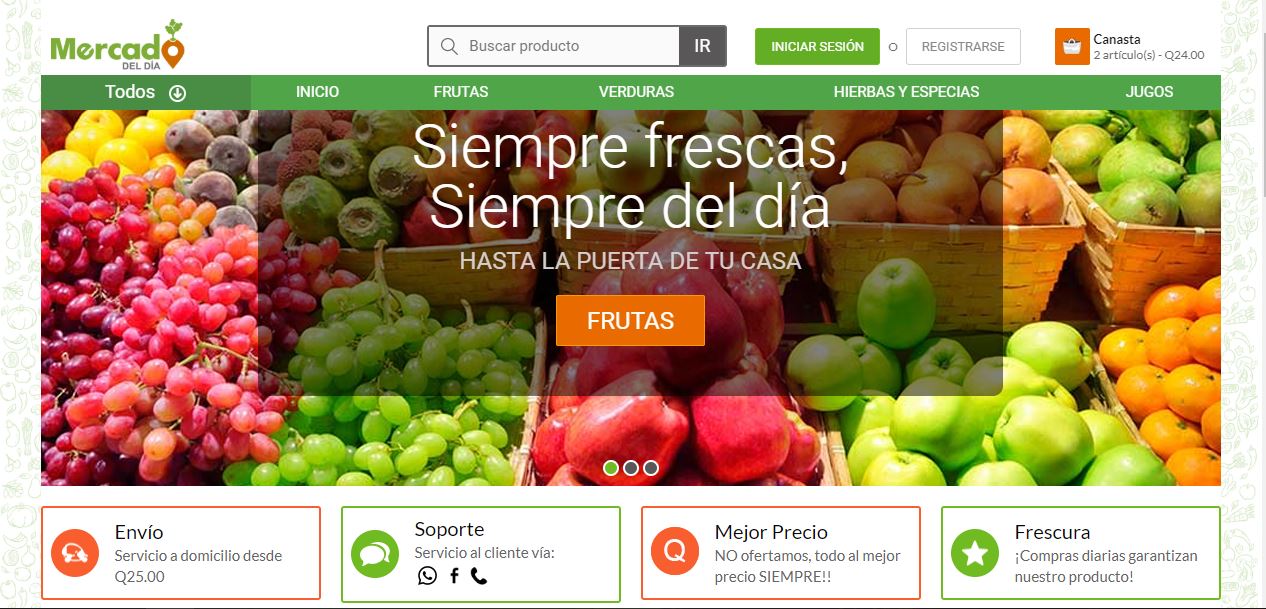 Mercado
DEL DÍA
Buscar producto
IR
INICIAR SESIÓN
O
REGISTRARSE
Canasta
2 artículo(s) - Q24.00
Todos
INICIO
FRUTAS
VERDURAS
HIERBAS Y ESPECIAS
JUGOS
Siempre frescas,
Siempre del día
HASTA LA PUERTA DE TU CASA
FRUTAS
Envío
Servicio a domicilio desde
Q25.00
Soporte
Servicio al cliente vía:
Q
Mejor Precio
NO ofertamos, todo al mejor
precio SIEMPRE!!
Frescura
¡Compras diarias garantizan
nuestro producto!